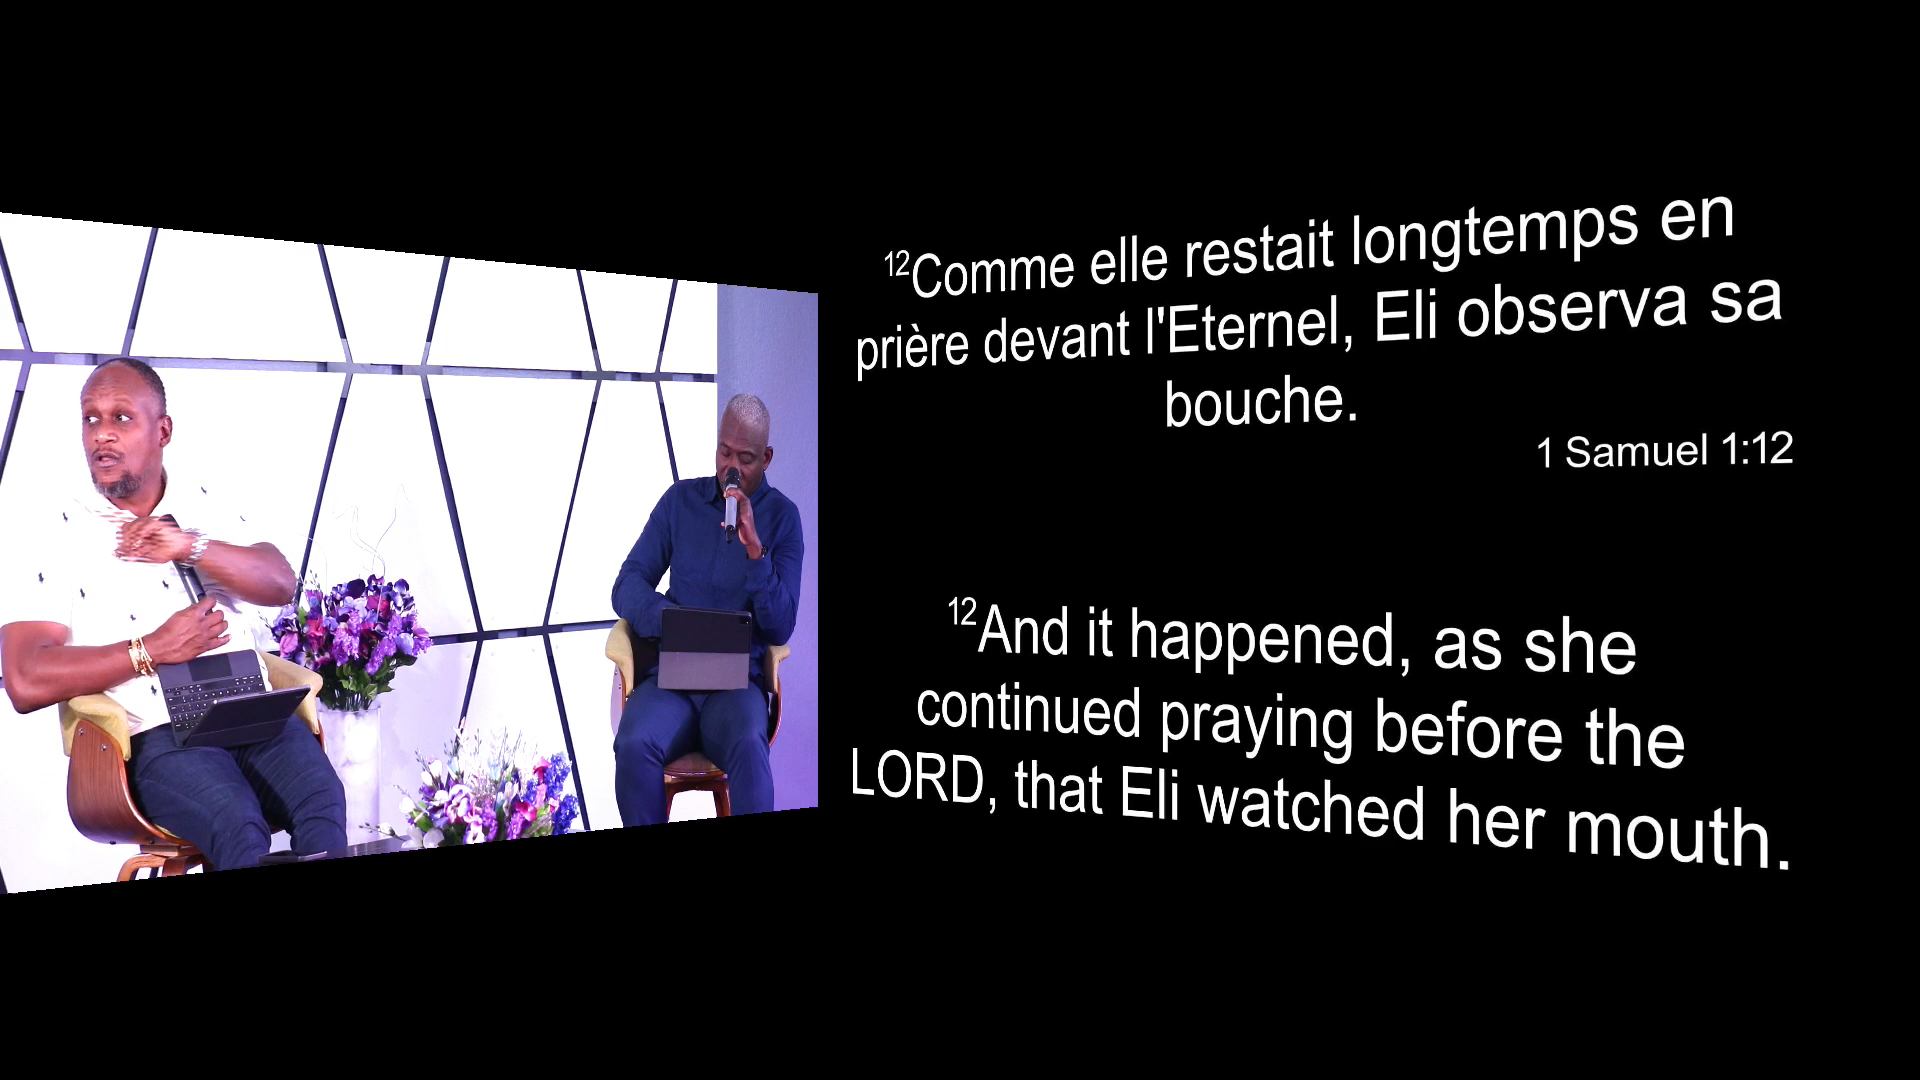 12Comme elle restait longtemps en
prière devant l'Eternel, Eli observa sa
bouche.
1 Samuel 1:12
12And it happened, as she
continued praying before the
LORD, that Eli watched her mouth.